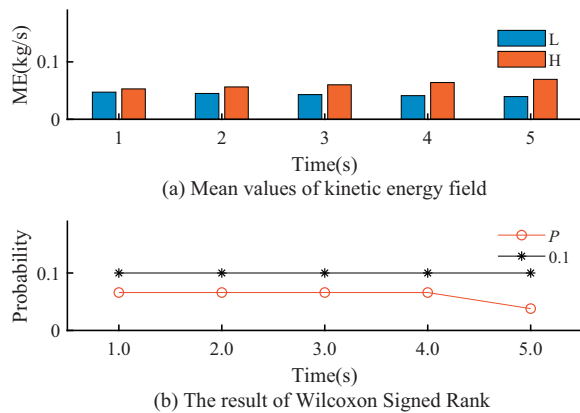 ME(kg/s)
0.1
0
L
H
1 2 3 4 5
Time(s)
(a) Mean values of kinetic energy field
Probability
0.1
0
P
0.1
1.0 2.0 3.0 4.0 5.0
Time(s)
(b) The result of Wilcoxon Signed Rank